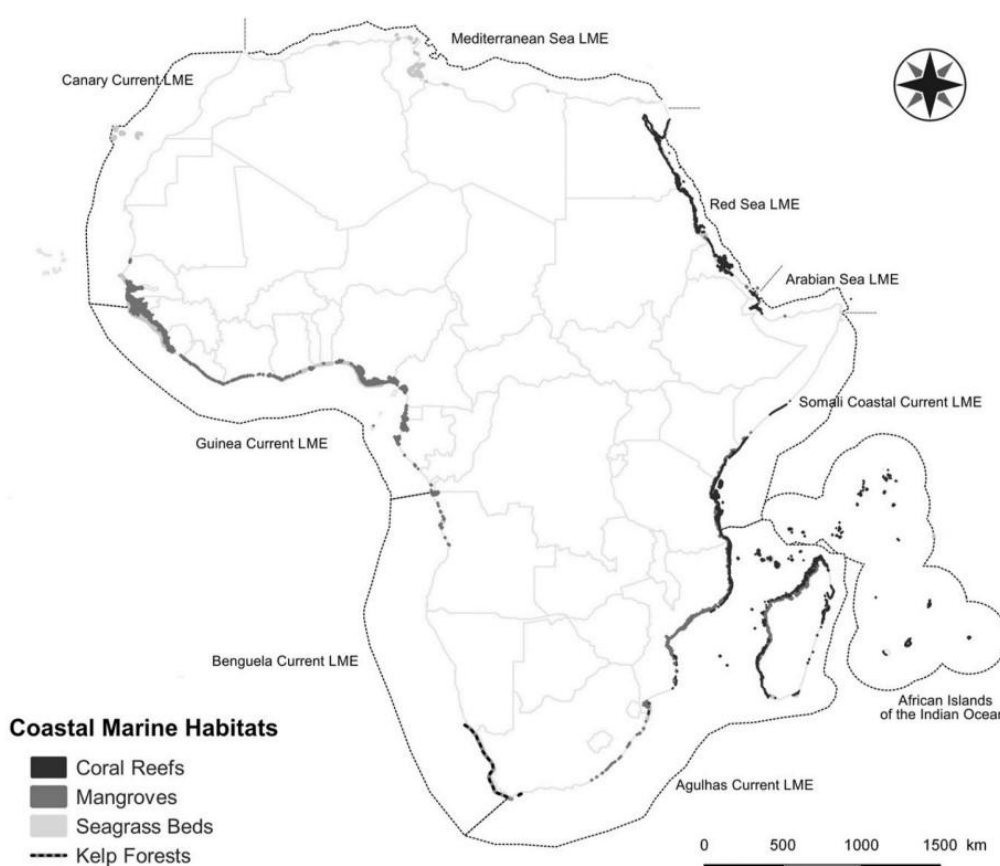 Mediterranean Sea LME
Canary Current LME
Red Sea LME
Arabian Sea LME
Somali Coastal Current LME
Guinea Current LME
Benguela Current LME
African Islands
of the Indian Ocean
Agulhas Current LME
Coastal Marine Habitats
Coral Reefs
Mangroves
Seagrass Beds
Kelp Forests
0 500 1000 1500 km